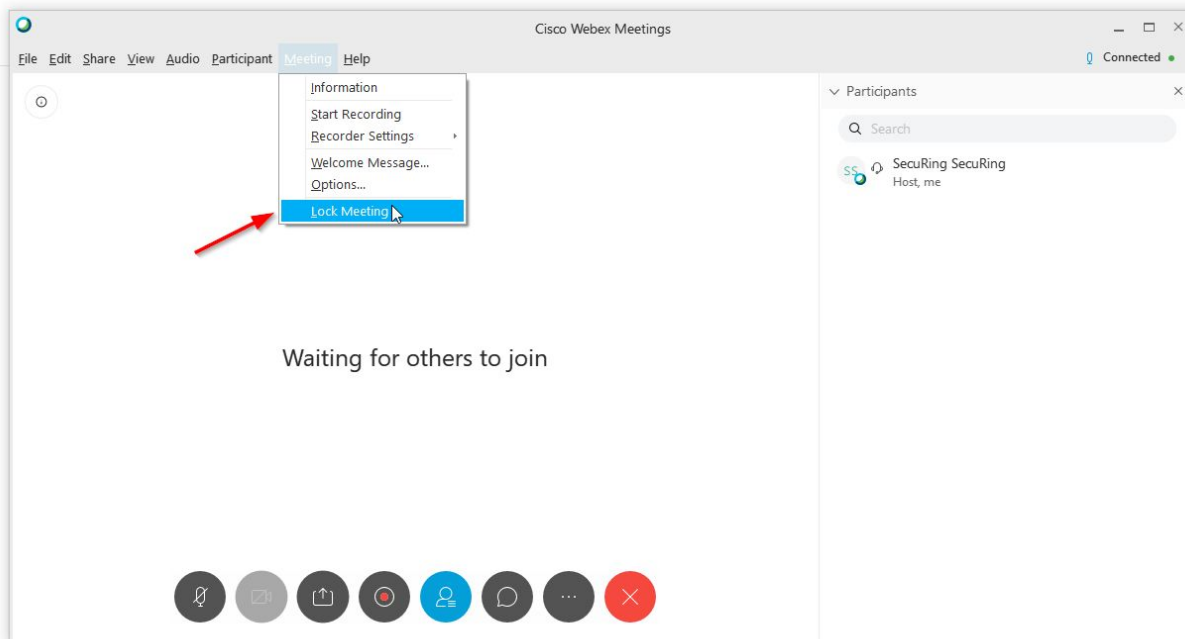 Cisco Webex Meetings
File Edit Share View Audio Participant Meeting Help
Connected
Information
Start Recording
Recorder Settings
Welcome Message...
Options...
Lock Meeting
Waiting for others to join
Participants
Search
SS
SecuRing SecuRing
Host, me